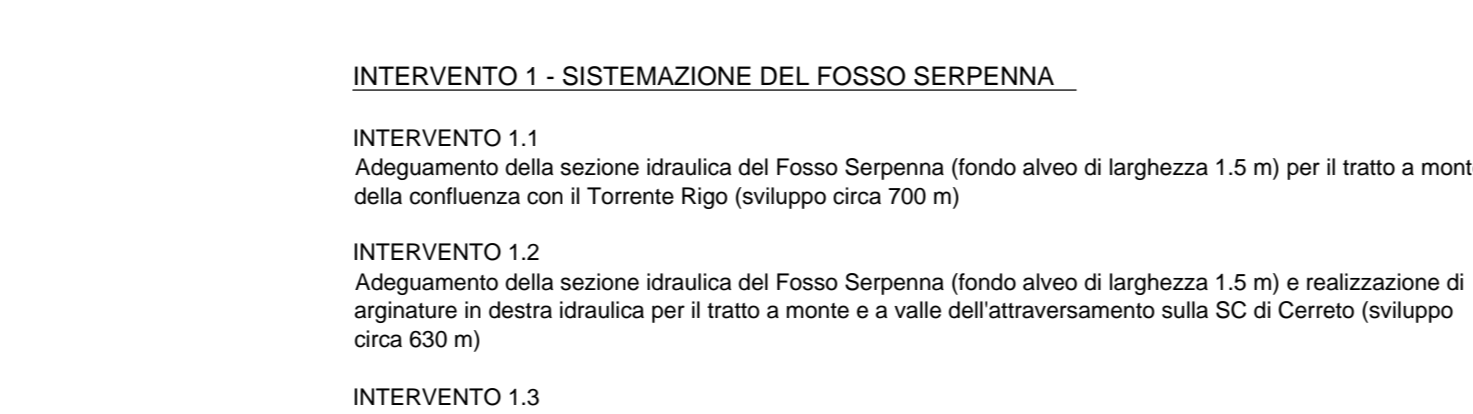 INTERVENTO 1 - SISTEMAZIONE DEL FOSSO SERPENNA
INTERVENTO 1.1
Adeguamento della sezione idraulica del Fosso Serpenna (fondo alveo di larghezza 1.5 m) per il tratto a mont
della confluenza con il Torrente Rigo (sviluppo circa 700 m)
INTERVENTO 1.2
Adeguamento della sezione idraulica del Fosso Serpenna (fondo alveo di larghezza 1.5 m) e realizzazione di
arginature in destra idraulica per il tratto a monte e a valle dell'attraversamento sulla SC di Cerreto (sviluppo
circa 630 m)
INTERVENTO 1.3